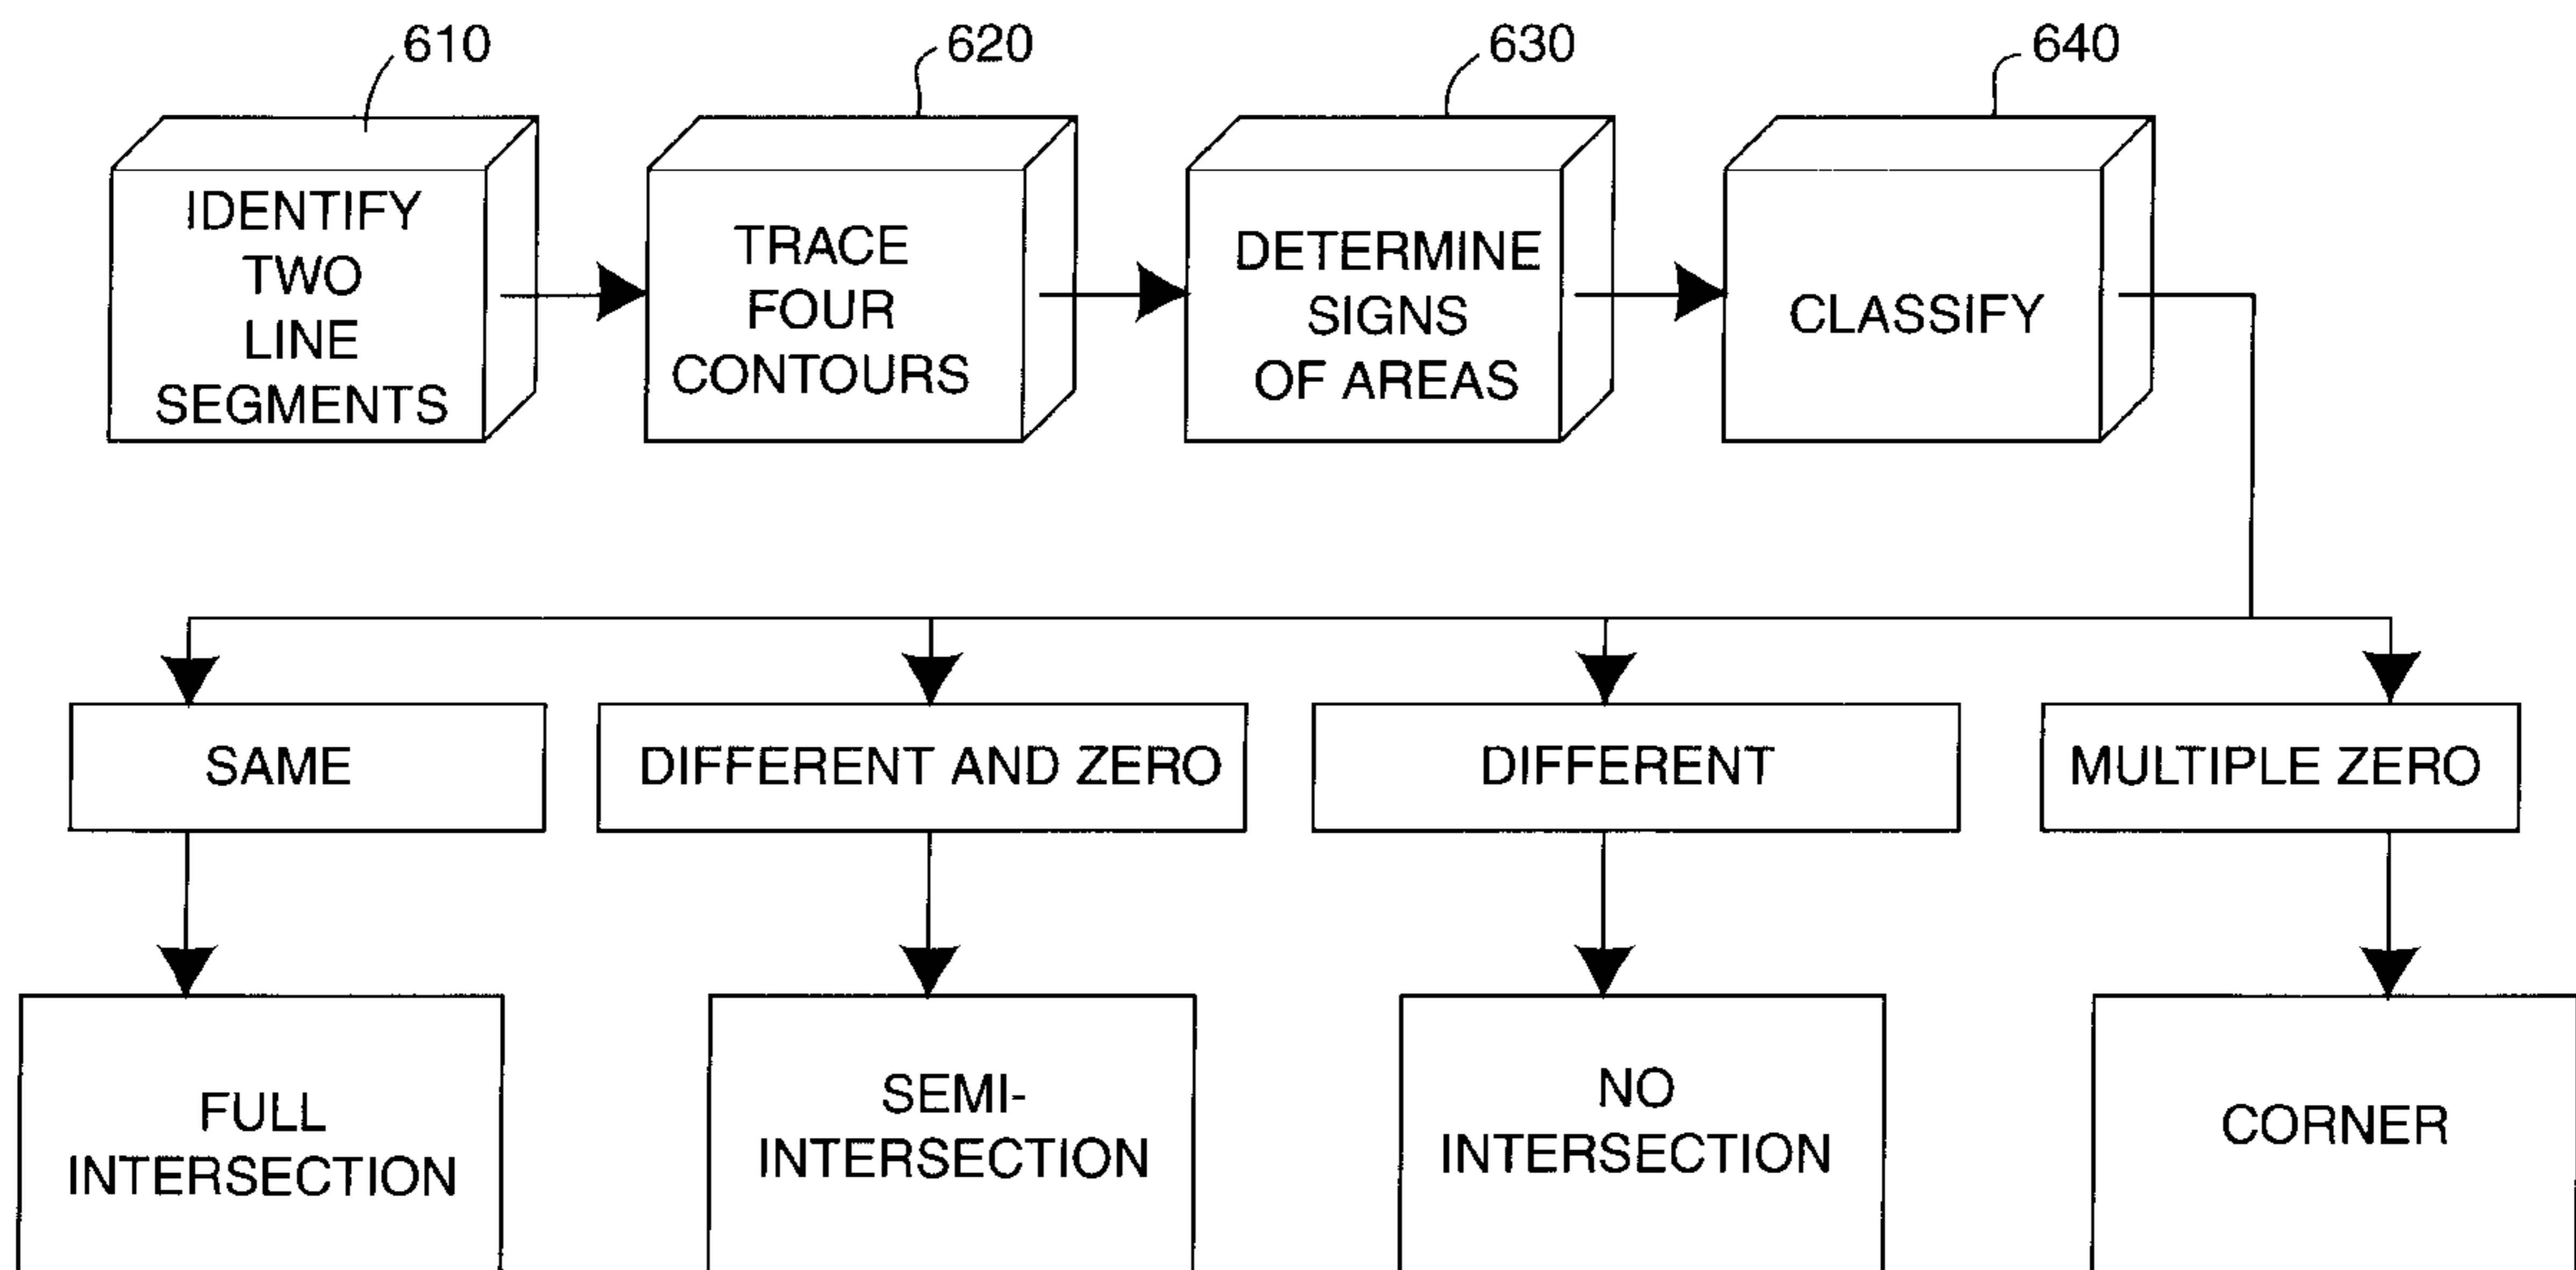 610
620
630
640
IDENTIFY
TWO
LINE
SEGMENTS
TRACE
FOUR
CONTOURS
DETERMINE
SIGNS
OF AREAS
CLASSIFY
SAME
DIFFERENT AND ZERO
DIFFERENT
MULTIPLE ZERO
FULL
INTERSECTION
SEMI-
INTERSECTION
NO
INTERSECTION
CORNER